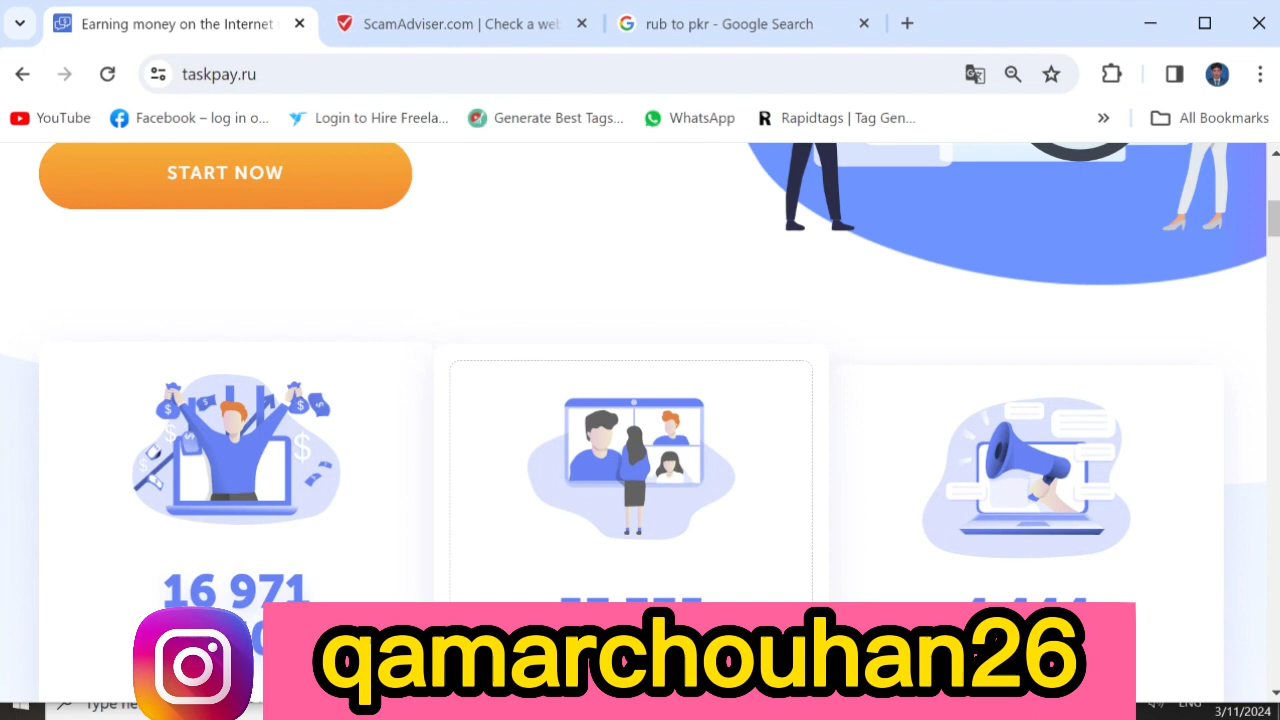 Earning money on the Internet
ScamAdviser.com | Check a web
rub to pkr - Google Search
taskpay.ru
YouTube
Facebook – log in o...
Login to Hire Freela...
Generate Best Tags...
WhatsApp
Rapidtags | Tag Gen...
»
All Bookmarks
START NOW
16 971
qamarchouhan26
ENG
3/11/2024